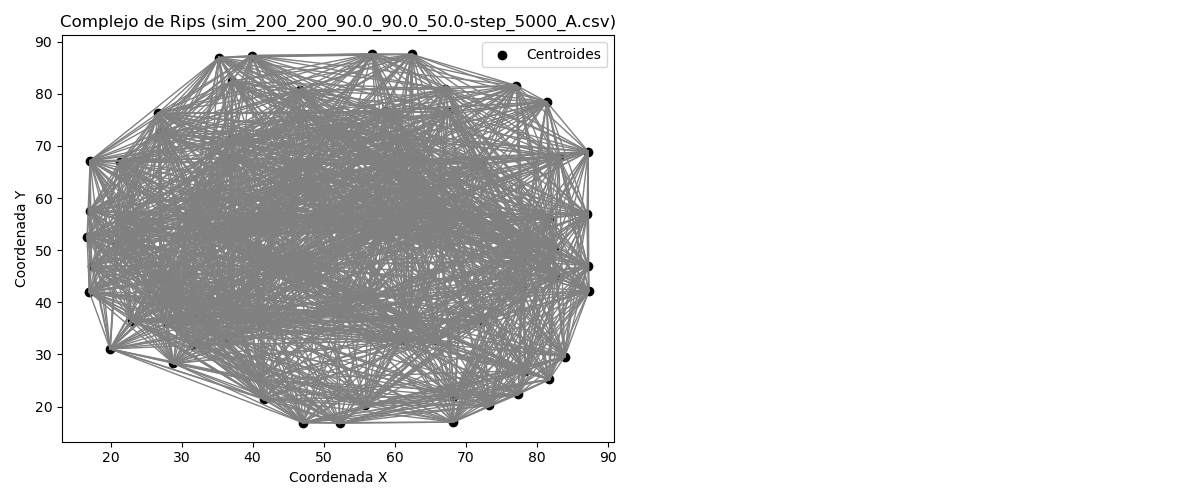 Complejo de Rips (sim_200_200_90.0_90.0_50.0-step_5000_A.csv)
90
80
70
60
50
40
30
20
Coordenada Y
Centroides
20 30 40 50 60 70 80 90
Coordenada X